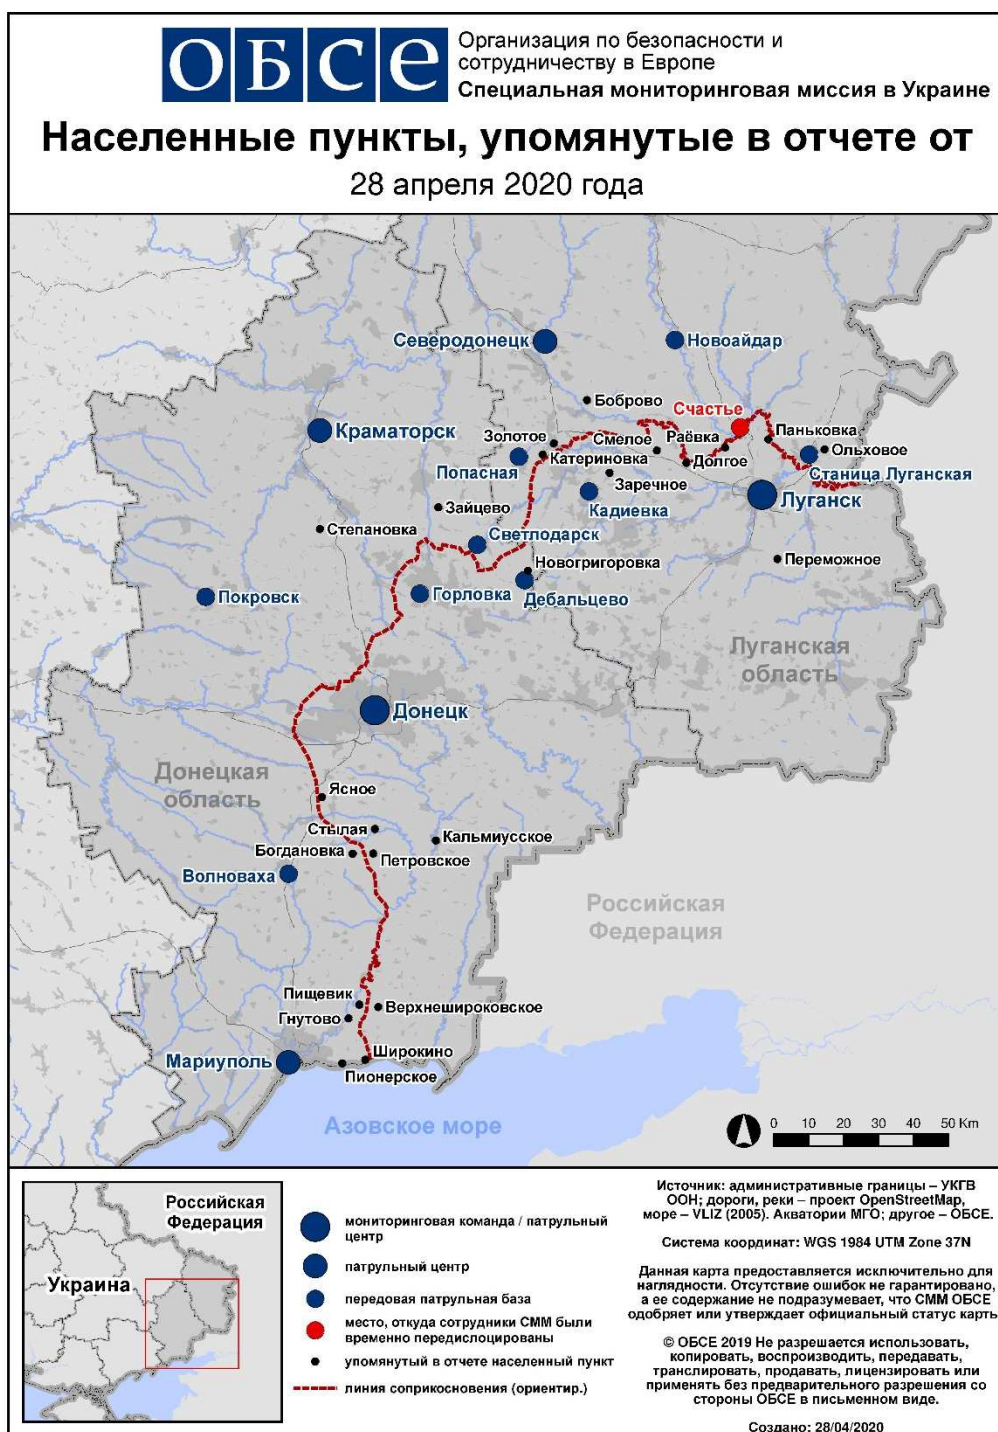 ОБСЕ
Организация по безопасности и
сотрудничеству в Европе
Специальная мониторинговая миссия в Украине
Населенные пункты, упомянутые в отчете от
28 апреля 2020 года
Северодонецк
Новоайдар
Боброво
Счастье
Краматорск
Золотое
Смелое
Раёвка
Паньковка
Ольховое
Попасная
Катериновка
Долгое
Станица Луганская
Заречное
Кадиевка
Луганск
Зайцево
Степановка
Светлодарск
Новогригоровка
Переможное
Покровск
Горловка
Дебальцево
Луганская
область
Донецк
Донецкая
область
Ясное
Стылая
Кальмиусское
Богдановка
Петровское
Волноваха
Российская
Федерация
Пищевик
Верхнешироковское
Гнутово
Широкино
Мариуполь
Пионерское
Азовское море
0 10 20 30 40 50 Km
Российская
Федерация
Украина
мониторинговая команда / патрульный
центр
патрульный центр
передовая патрульная база
место, откуда сотрудники СММ были
временно передислоцированы
упомянутый в отчете населенный пункт
линия соприкосновения (ориентир.)
Источник: административные границы – УКГВ
ООН; дороги, реки – проект OpenStreetMap,
море – VLIZ (2005). Акватории МГО; другое – ОБСЕ.
Система координат: WGS 1984 UTM Zone 37N
Данная карта предоставляется исключительно для
наглядности. Отсутствие ошибок не гарантировано,
а ее содержание не подразумевает, что СММ ОБСЕ
одобряет или утверждает официальный статус карты
© ОБСЕ 2019 Не разрешается использовать,
копировать, воспроизводить, передавать,
транслировать, продавать, лицензировать или
применять без предварительного разрешения со
стороны ОБСЕ в письменном виде.
Создано: 28/04/2020